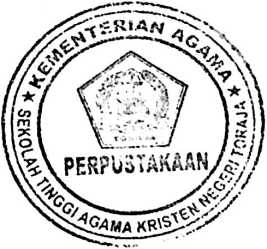 KEMENTERIAN AGAMA
PERPUSTAKAAN
SEKOLAH TINGGI AGAMA KRISTEN NEGERI TORAJA